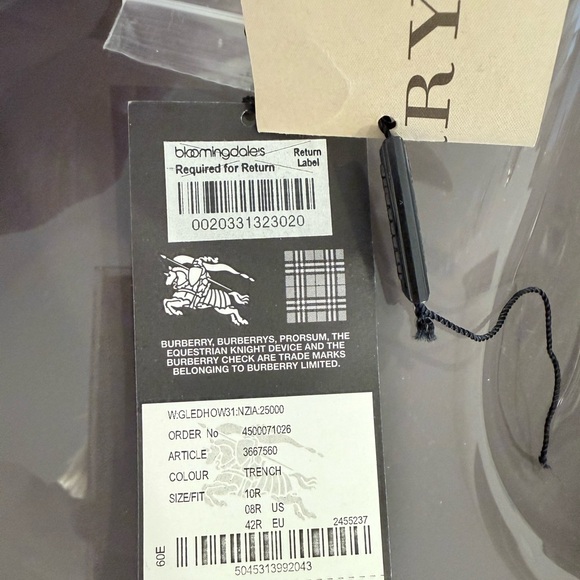 RY
bloomingdale's Return
Required for Return Label
0020331323020
BURBERRY, BURBERRYS, PRORSUM, THE
EQUESTRIAN KNIGHT DEVICE AND THE
BURBERRY CHECK ARE TRADE MARKS
BELONGING TO BURBERRY LIMITED.
W:GLEDHOW31:NZIA:25000
ORDER No 4500071026
ARTICLE 3667560
COLOUR TRENCH
SIZE/FIT 10R
08R US
42R EU 2455237
60E
5045313992043